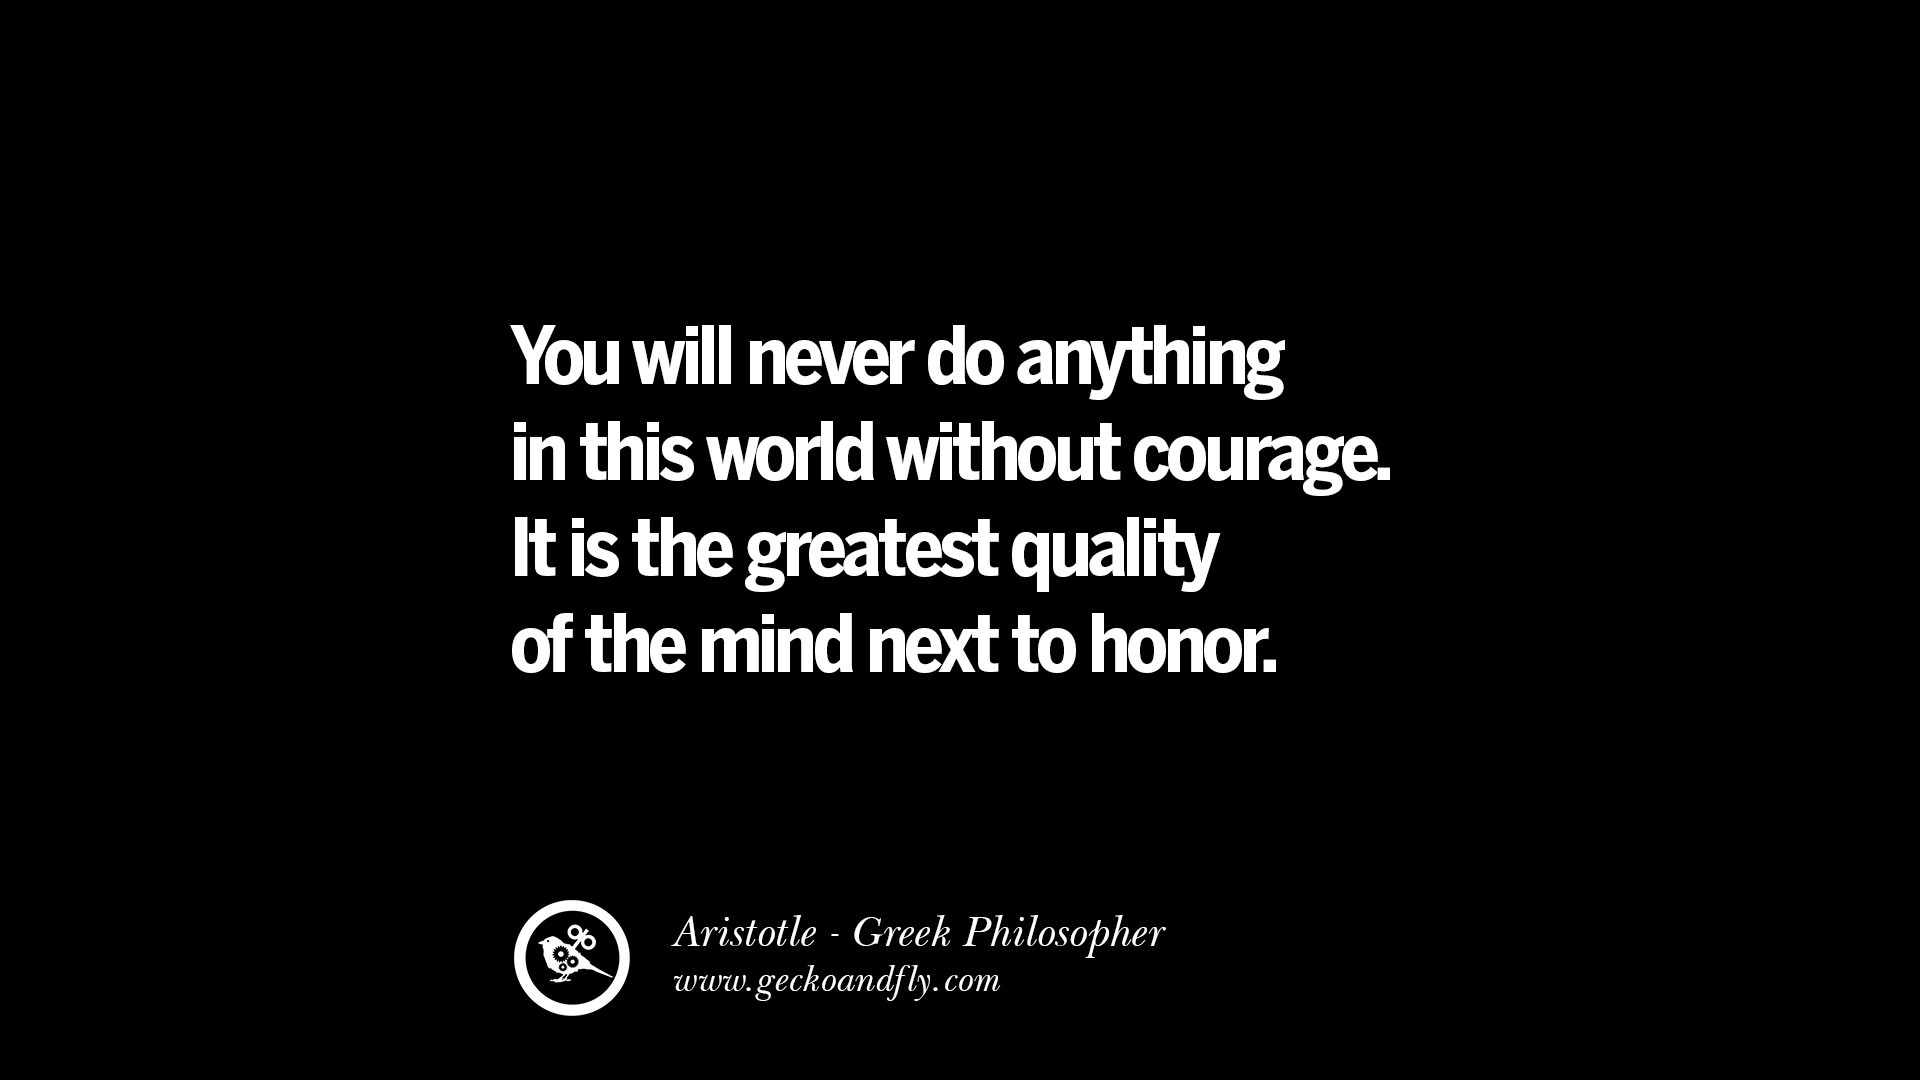 You will never do anything
in this world without courage.
It is the greatest quality
of the mind next to honor.
Aristotle - Greek Philosopher
www.geckoandfly.com